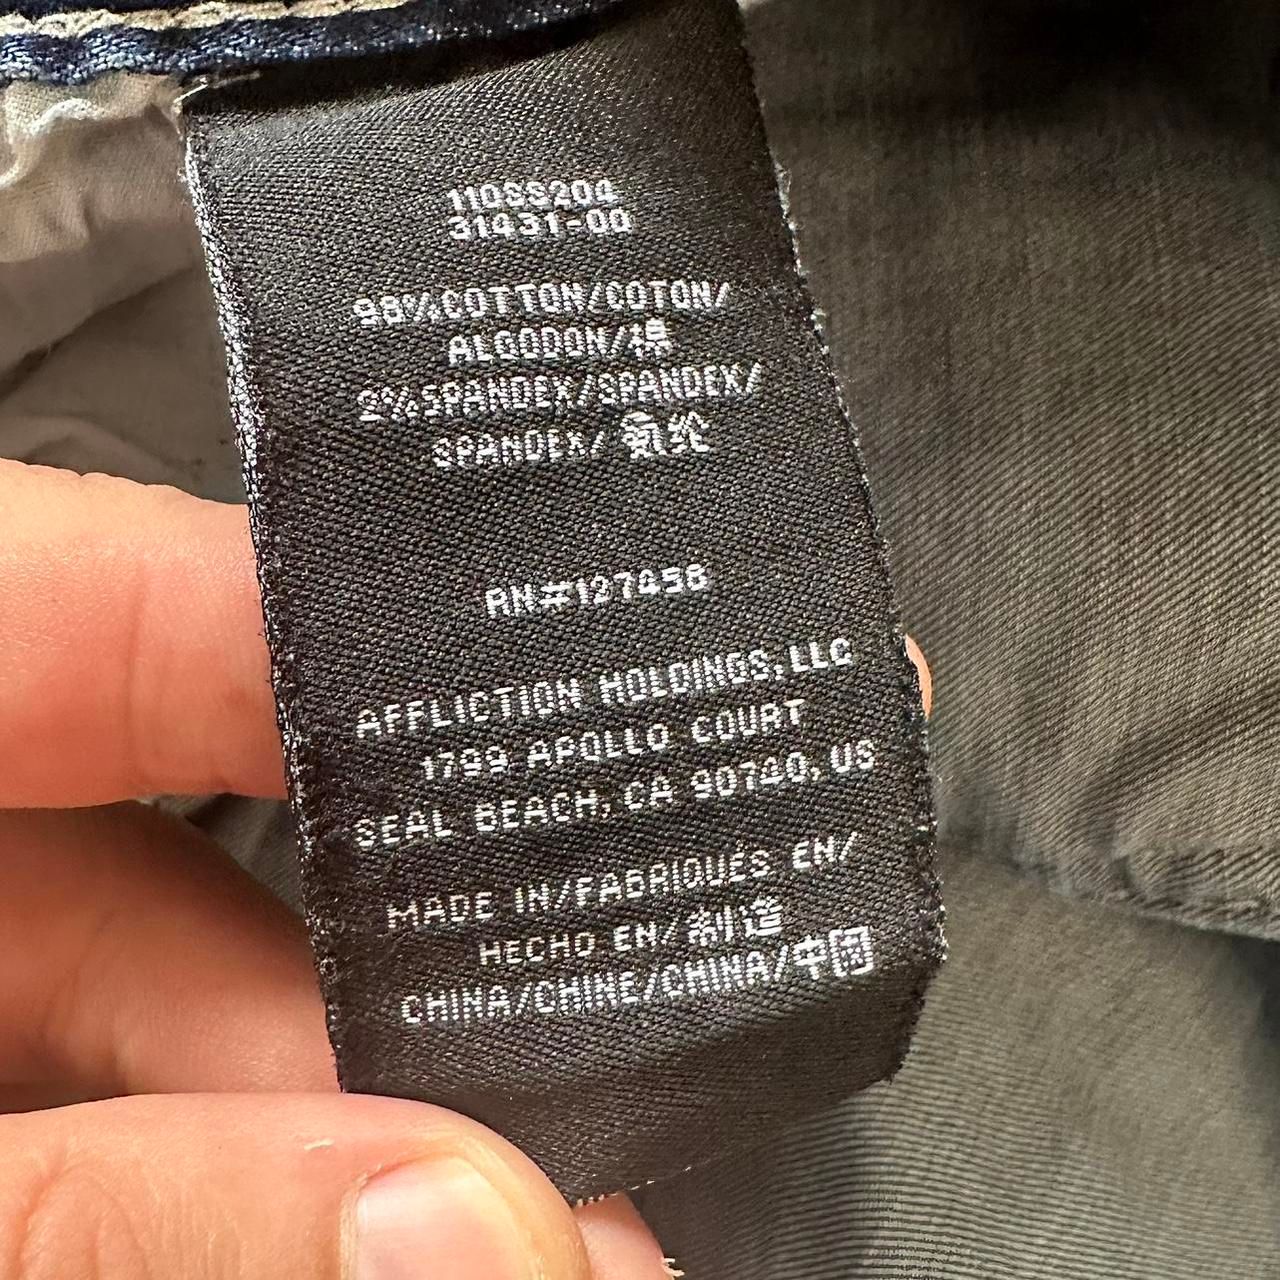 110SS204
31431-00
98%COTTON/COTON/
ALGODON/棉
2%SPANDEX/SPANDEX/
SPANDEX/氨纶
RN#127458
AFFLICTION HOLDINGS, LLC
1799 APOLLO COURT
SEAL BEACH, CA 90740, US
MADE IN/FABRIQUÉS EN/
HECHO EN/制造
CHINA/CHINE/CHINA/中国